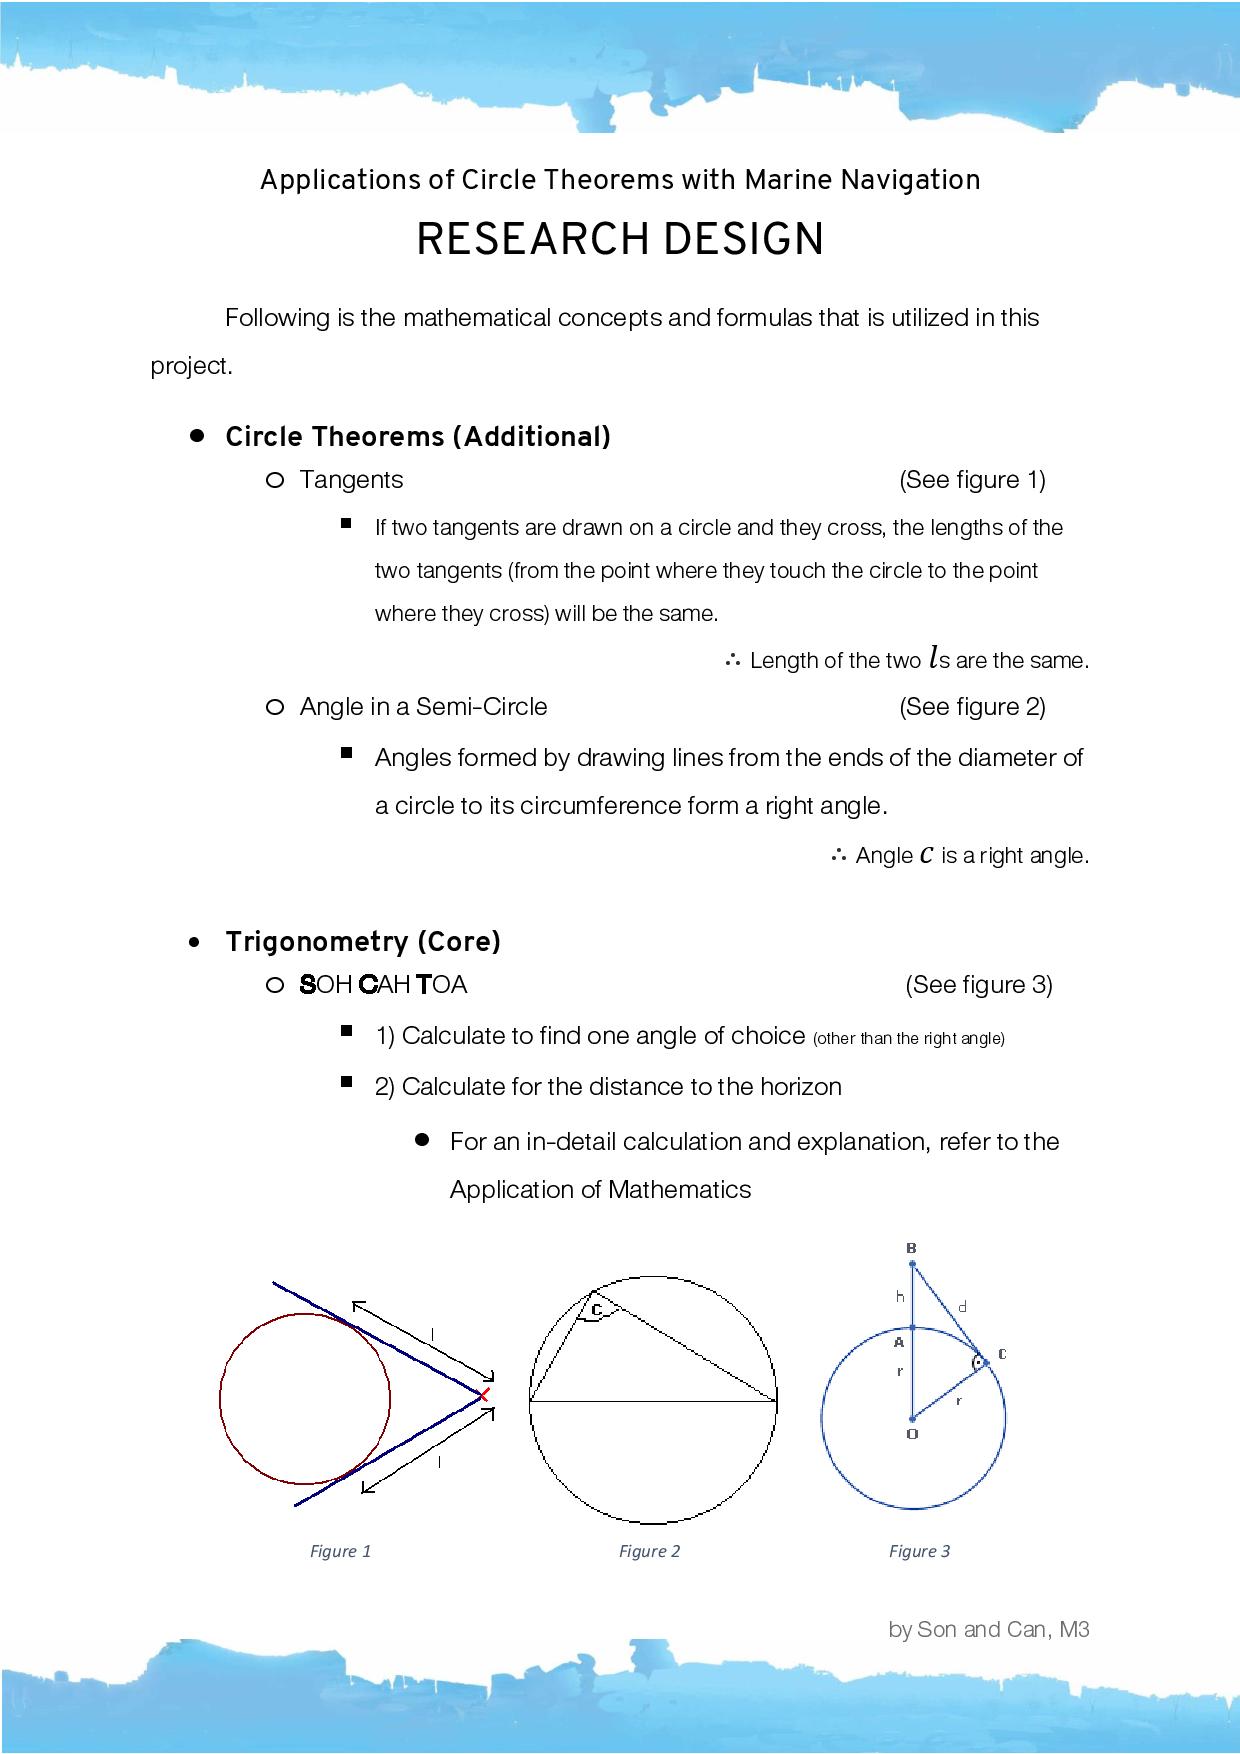 Applications of Circle Theorems with Marine Navigation
RESEARCH DESIGN
Following is the mathematical concepts and formulas that is utilized in this
project.
• Circle Theorems (Additional)
o Tangents (See figure 1)
▪ If two tangents are drawn on a circle and they cross, the lengths of the
two tangents (from the point where they touch the circle to the point
where they cross) will be the same.
∴ Length of the two ls are the same.
o Angle in a Semi-Circle (See figure 2)
▪ Angles formed by drawing lines from the ends of the diameter of
a circle to its circumference form a right angle.
∴ Angle c is a right angle.
• Trigonometry (Core)
o SOH CAH TOA (See figure 3)
▪ 1) Calculate to find one angle of choice (other than the right angle)
▪ 2) Calculate for the distance to the horizon
• For an in-detail calculation and explanation, refer to the
Application of Mathematics
l
l
C
B
h
d
A
C
r
r
O
Figure 1
Figure 2
Figure 3
by Son and Can, M3